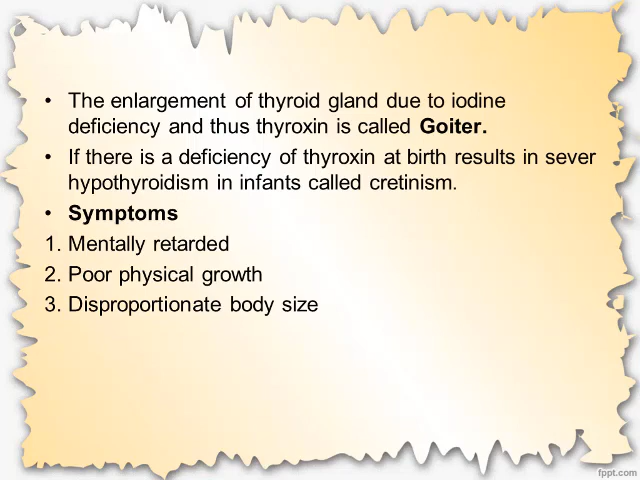 • The enlargement of thyroid gland due to iodine
deficiency and thus thyroxin is called Goiter.
• If there is a deficiency of thyroxin at birth results in sever
hypothyroidism in infants called cretinism.
• Symptoms
1. Mentally retarded
2. Poor physical growth
3. Disproportionate body size
fppt.com